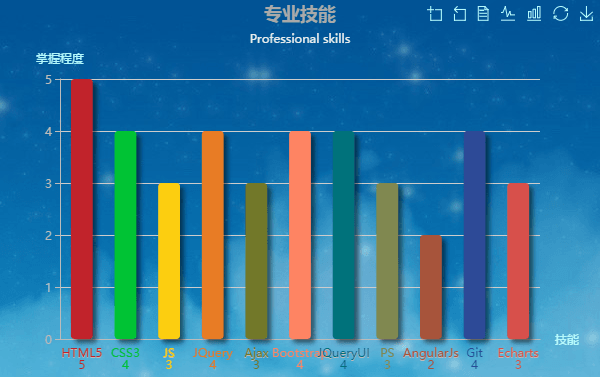 专业技能
Professional skills
掌握程度
5
4
3
2
1
0
HTML5 CSS3 JS JQuery Ajax Bootstrap JQueryUI PS AngularJs Git Echarts
5 4 3 4 3 4 4 3 2 4 3
技能